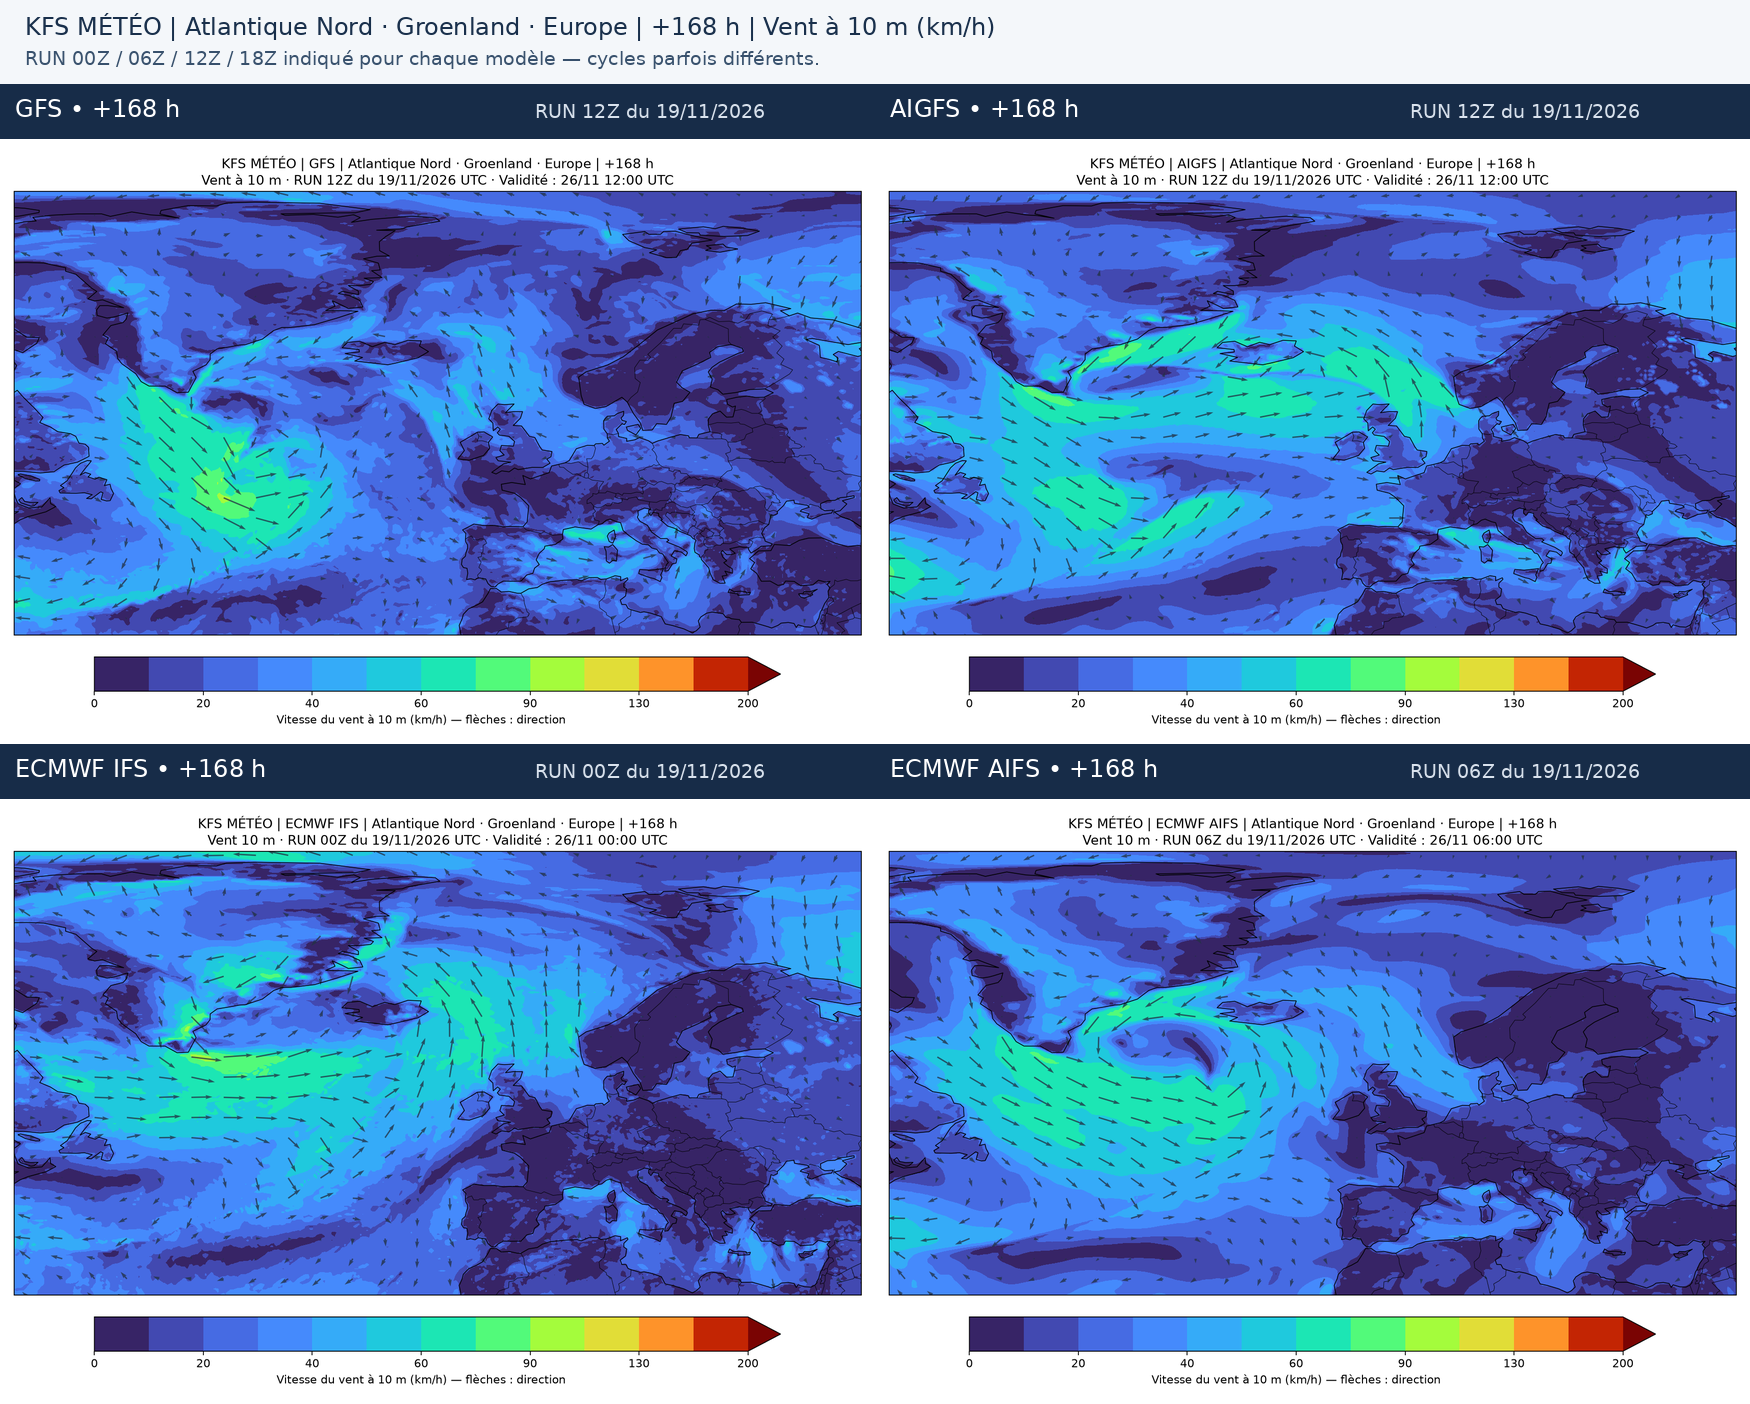 KFS MÉTÉO | Atlantique Nord · Groenland · Europe | +168 h | Vent à 10 m (km/h)
RUN 00Z / 06Z / 12Z / 18Z indiqué pour chaque modèle — cycles parfois différents.
GFS • +168 h
RUN 12Z du 19/11/2026
KFS MÉTÉO | GFS | Atlantique Nord · Groenland · Europe | +168 h
Vent à 10 m · RUN 12Z du 19/11/2026 UTC · Validité : 26/11 12:00 UTC
0 20 40 60 90 130 200
Vitesse du vent à 10 m (km/h) — flèches : direction
AIGFS • +168 h
RUN 12Z du 19/11/2026
KFS MÉTÉO | AIGFS | Atlantique Nord · Groenland · Europe | +168 h
Vent à 10 m · RUN 12Z du 19/11/2026 UTC · Validité : 26/11 12:00 UTC
0 20 40 60 90 130 200
Vitesse du vent à 10 m (km/h) — flèches : direction
ECMWF IFS • +168 h
RUN 00Z du 19/11/2026
KFS MÉTÉO | ECMWF IFS | Atlantique Nord · Groenland · Europe | +168 h
Vent 10 m · RUN 00Z du 19/11/2026 UTC · Validité : 26/11 00:00 UTC
0 20 40 60 90 130 200
Vitesse du vent à 10 m (km/h) — flèches : direction
ECMWF AIFS • +168 h
RUN 06Z du 19/11/2026
KFS MÉTÉO | ECMWF AIFS | Atlantique Nord · Groenland · Europe | +168 h
Vent 10 m · RUN 06Z du 19/11/2026 UTC · Validité : 26/11 06:00 UTC
0 20 40 60 90 130 200
Vitesse du vent à 10 m (km/h) — flèches : direction